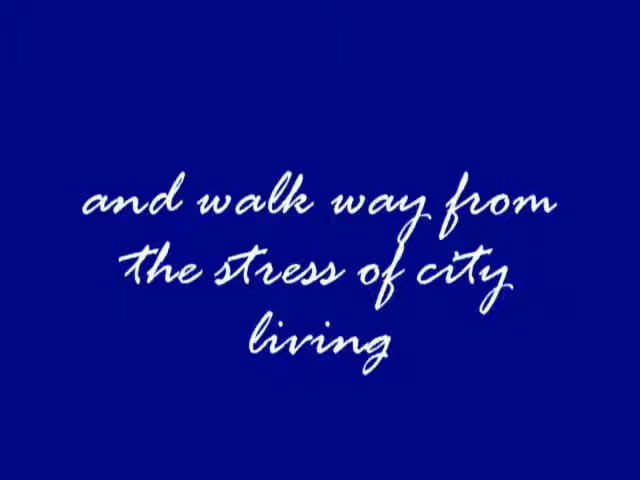 and walk way from
the stress of city
living